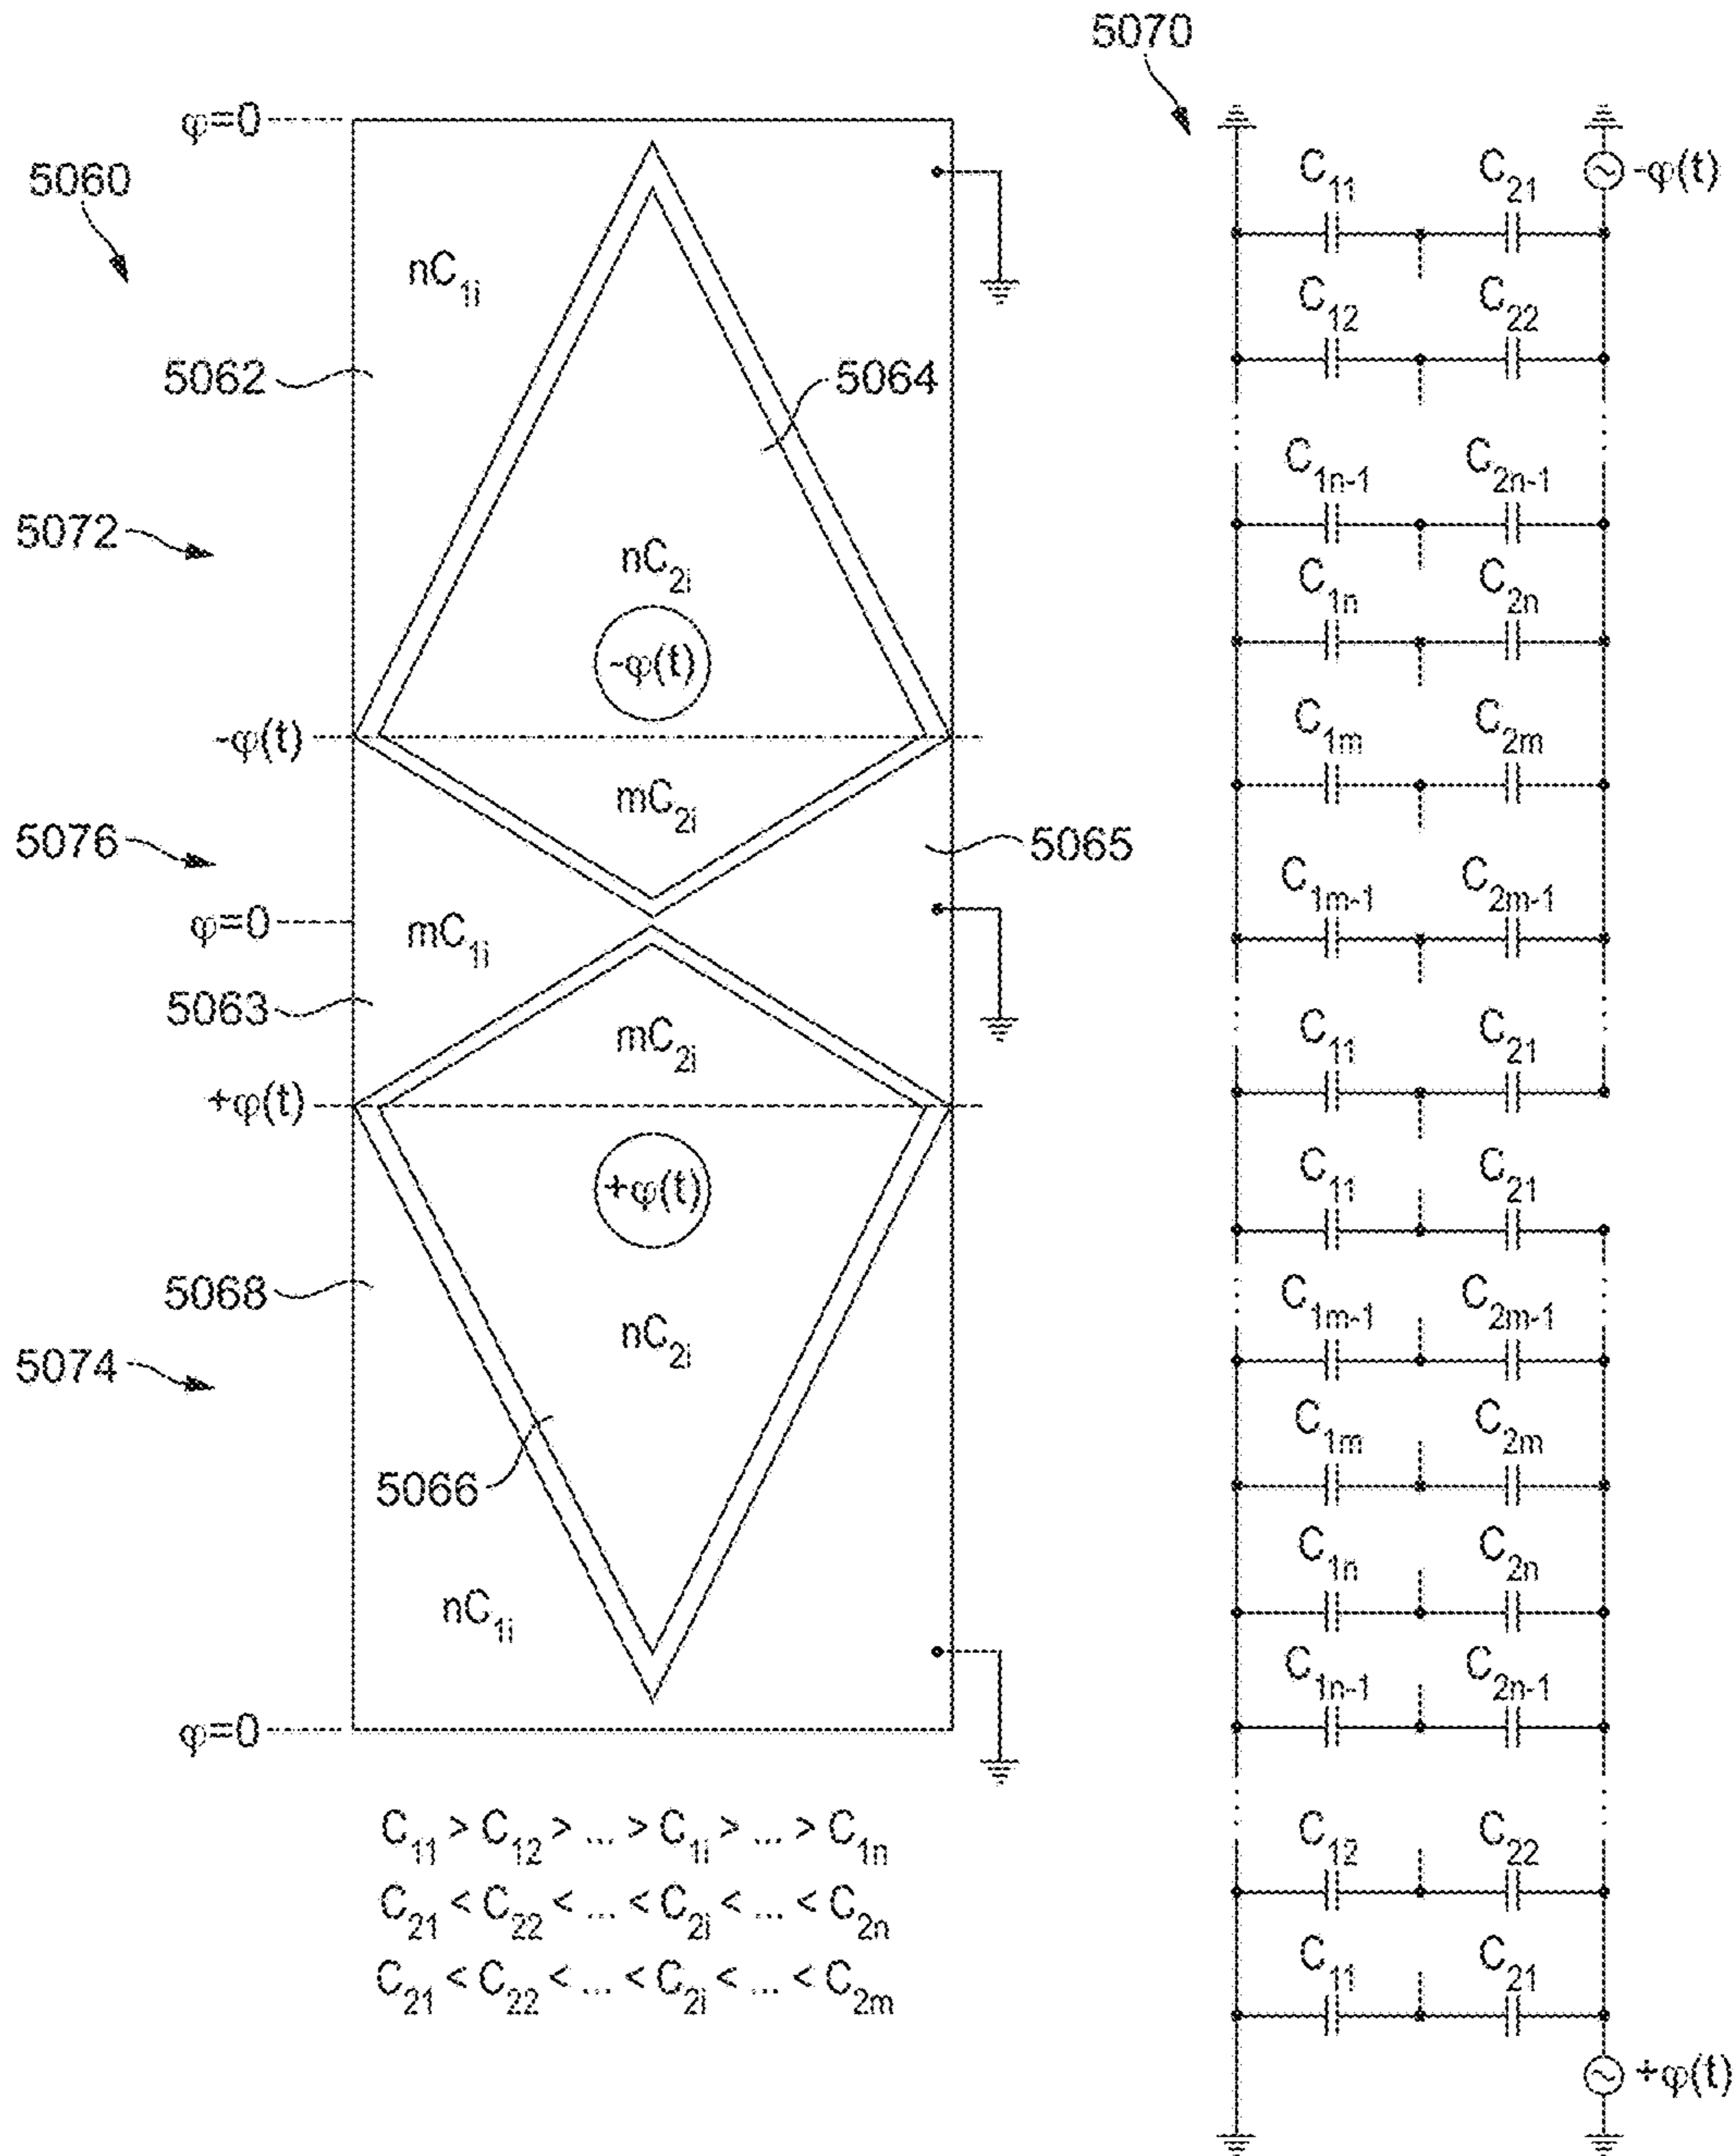 5070
φ=0
5060
C11 C21 -φ(t)
nC1i
C12 C22
5062
5064
C1n-1 C2n-1
5072
nC2i
C1n C2n
-φ(t)
-φ(t)
C1m C2m
mC2i
5076
5065
C1m-1 C2m-1
φ=0
mC1i
5063
mC2i
C11 C21
+φ(t)
+φ(t)
C11 C21
5068
nC2i
C1m-1 C2m-1
5074
C1m C2m
5066
C1n C2n
nC1i
C1n-1 C2n-1
φ=0
C11 > C12 > ... > C1i > ... > C1n
C12 C22
C21 < C22 < ... < C2i < ... < C2n
C21 < C22 < ... < C2i < ... < C2m
C11 C21
+φ(t)